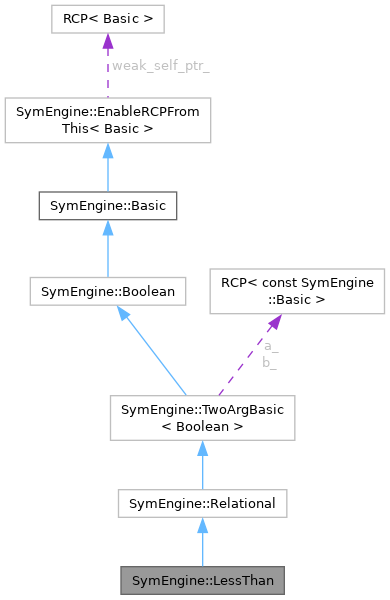 RCP< Basic >
weak_self_ptr_
SymEngine::EnableRCPFrom
This< Basic >
SymEngine::Basic
SymEngine::Boolean
RCP< const SymEngine
::Basic >
a_
b_
SymEngine::TwoArgBasic
< Boolean >
SymEngine::Relational
SymEngine::LessThan